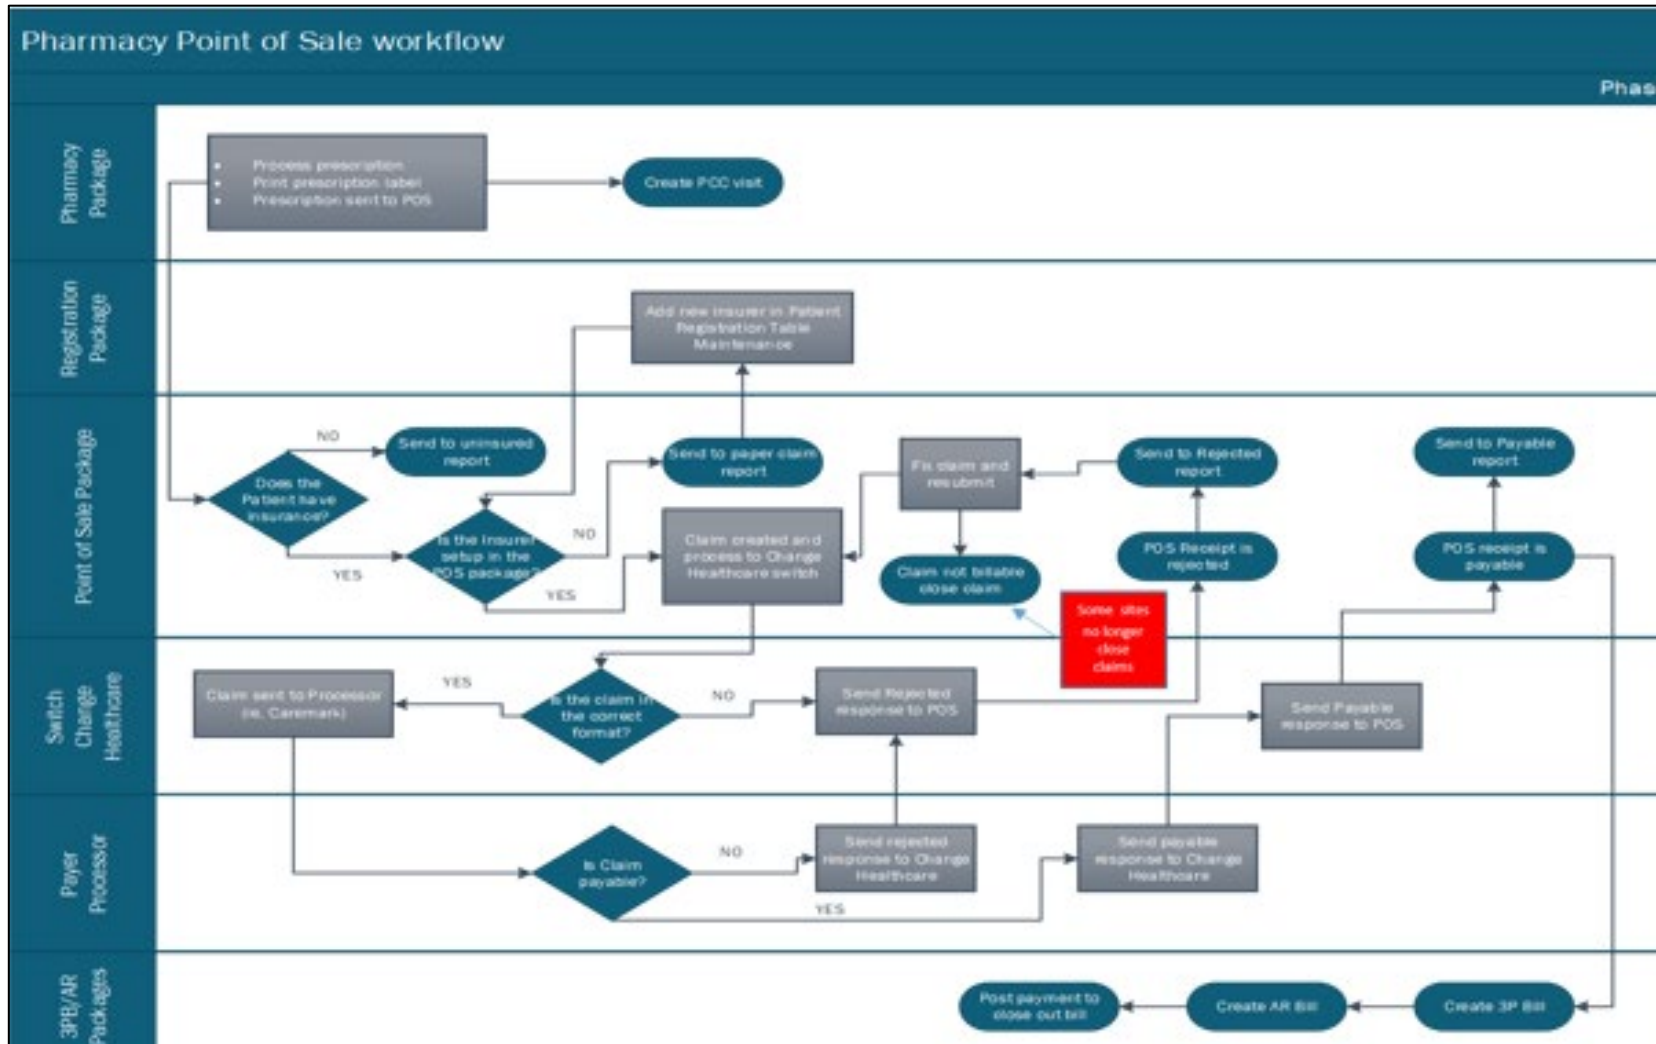 Pharmacy Point of Sale workflow
Phas
Pharmacy
Package
Process prescription
Print prescription label
Prescription sent to POS
Create PCC visit
Registration
Package
Add new insurer in Patient
Registration Table
Maintenance
Point of Sale Package
NO
Send to uninsured
report
Does the
Patient have
insurance?
YES
Is the Insurer
setup in the
POS package?
NO
YES
Send to paper claim
report
Claim created and
process to Change
Healthcare switch
Fix claim and
resubmit
Claim not billable
close claim
Send to Rejected
report
POS Receipt is
rejected
Send to Payable
report
POS receipt is
payable
Some sites
no longer
close
claims
Switch
Change
Healthcare
Claim sent to Processor
(ie, Caremark)
YES
Is the claim in
the correct
format?
NO
Send Rejected
response to POS
Send Payable
response to POS
Payer
Processor
Is Claim
payable?
NO
YES
Send rejected
response to Change
Healthcare
Send payable
response to Change
Healthcare
3PB/AR
Packages
Post payment to
close out bill
Create AR Bill
Create 3P Bill